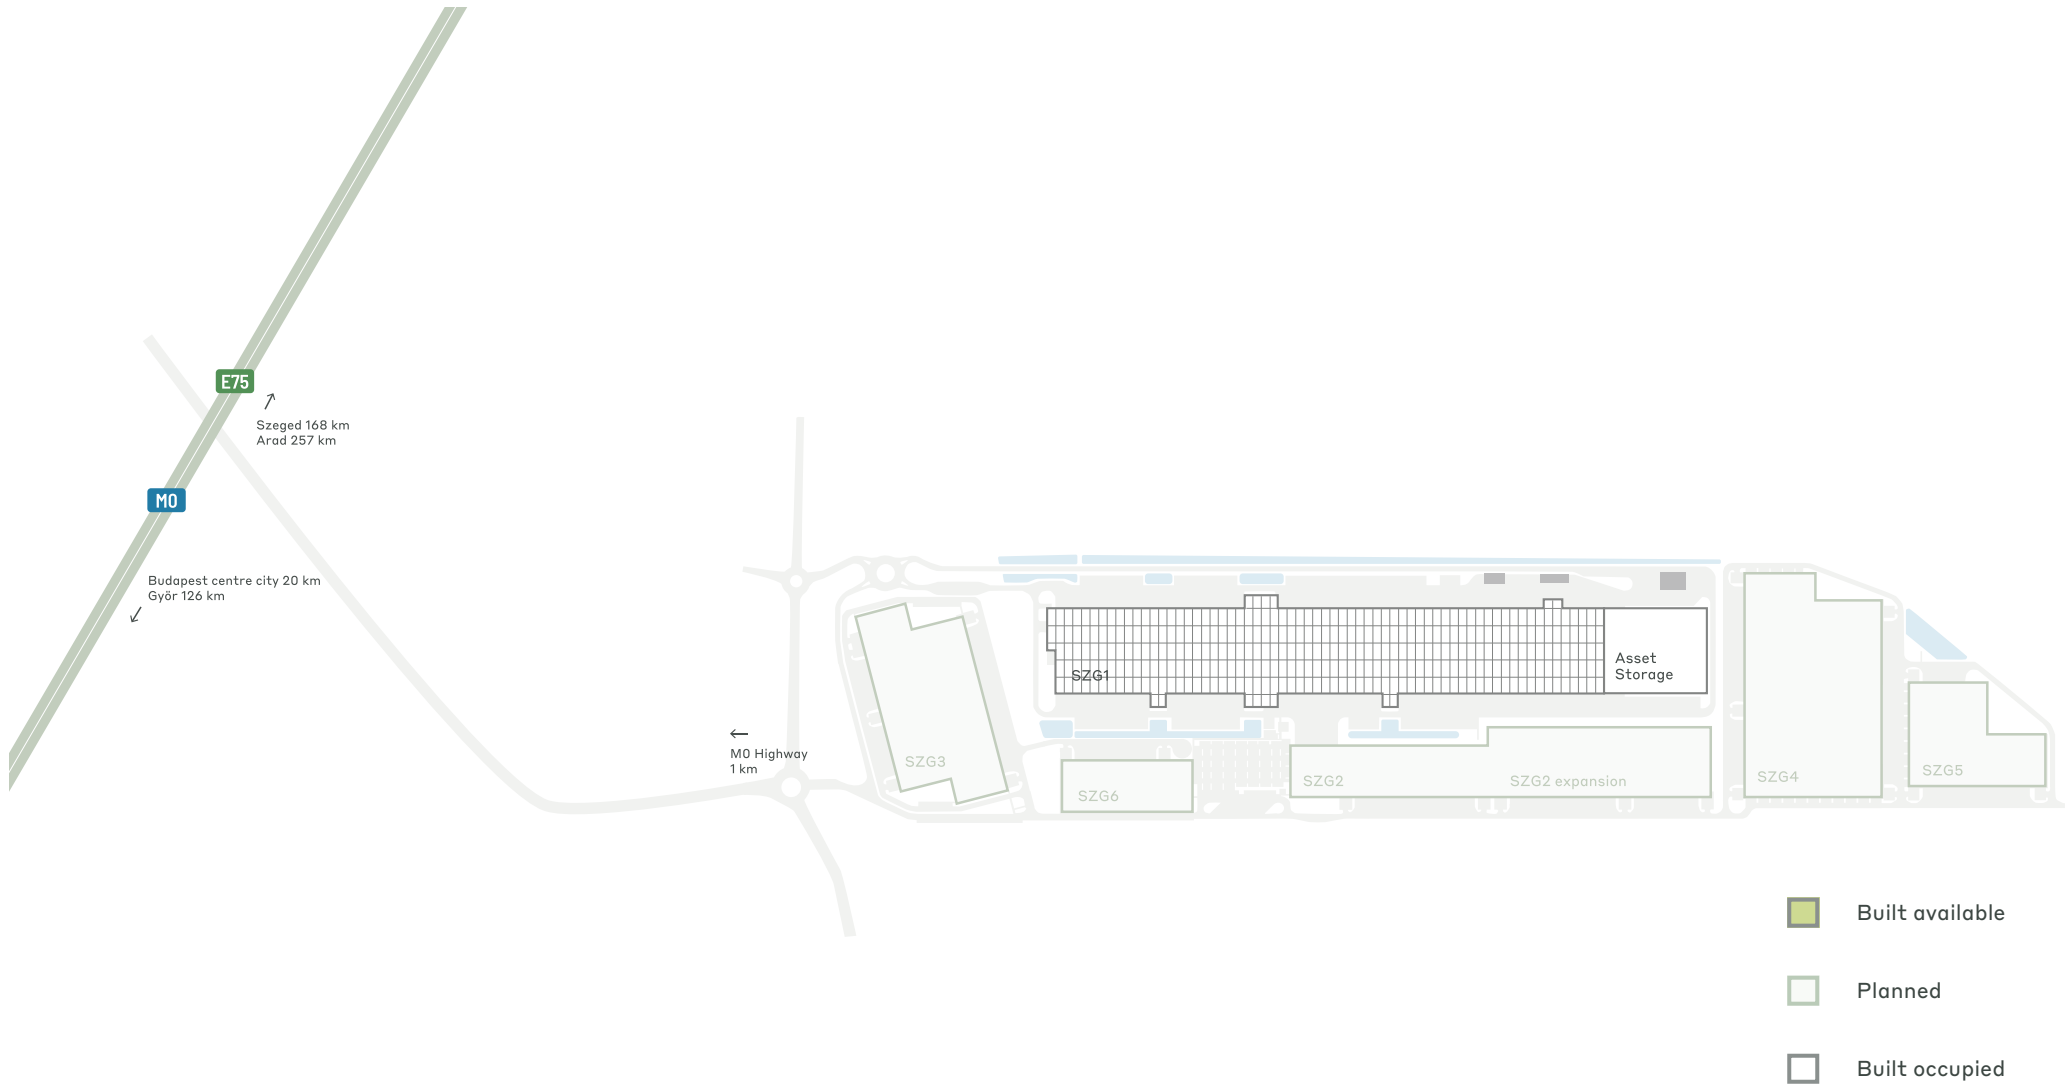 E75
Szeged 168 km
Arad 257 km
M0
Budapest centre city 20 km
Györ 126 km
M0 Highway
1 km
SZG1
Asset
Storage
SZG3
SZG6
SZG2
SZG2 expansion
SZG4
SZG5
Built available
Planned
Built occupied